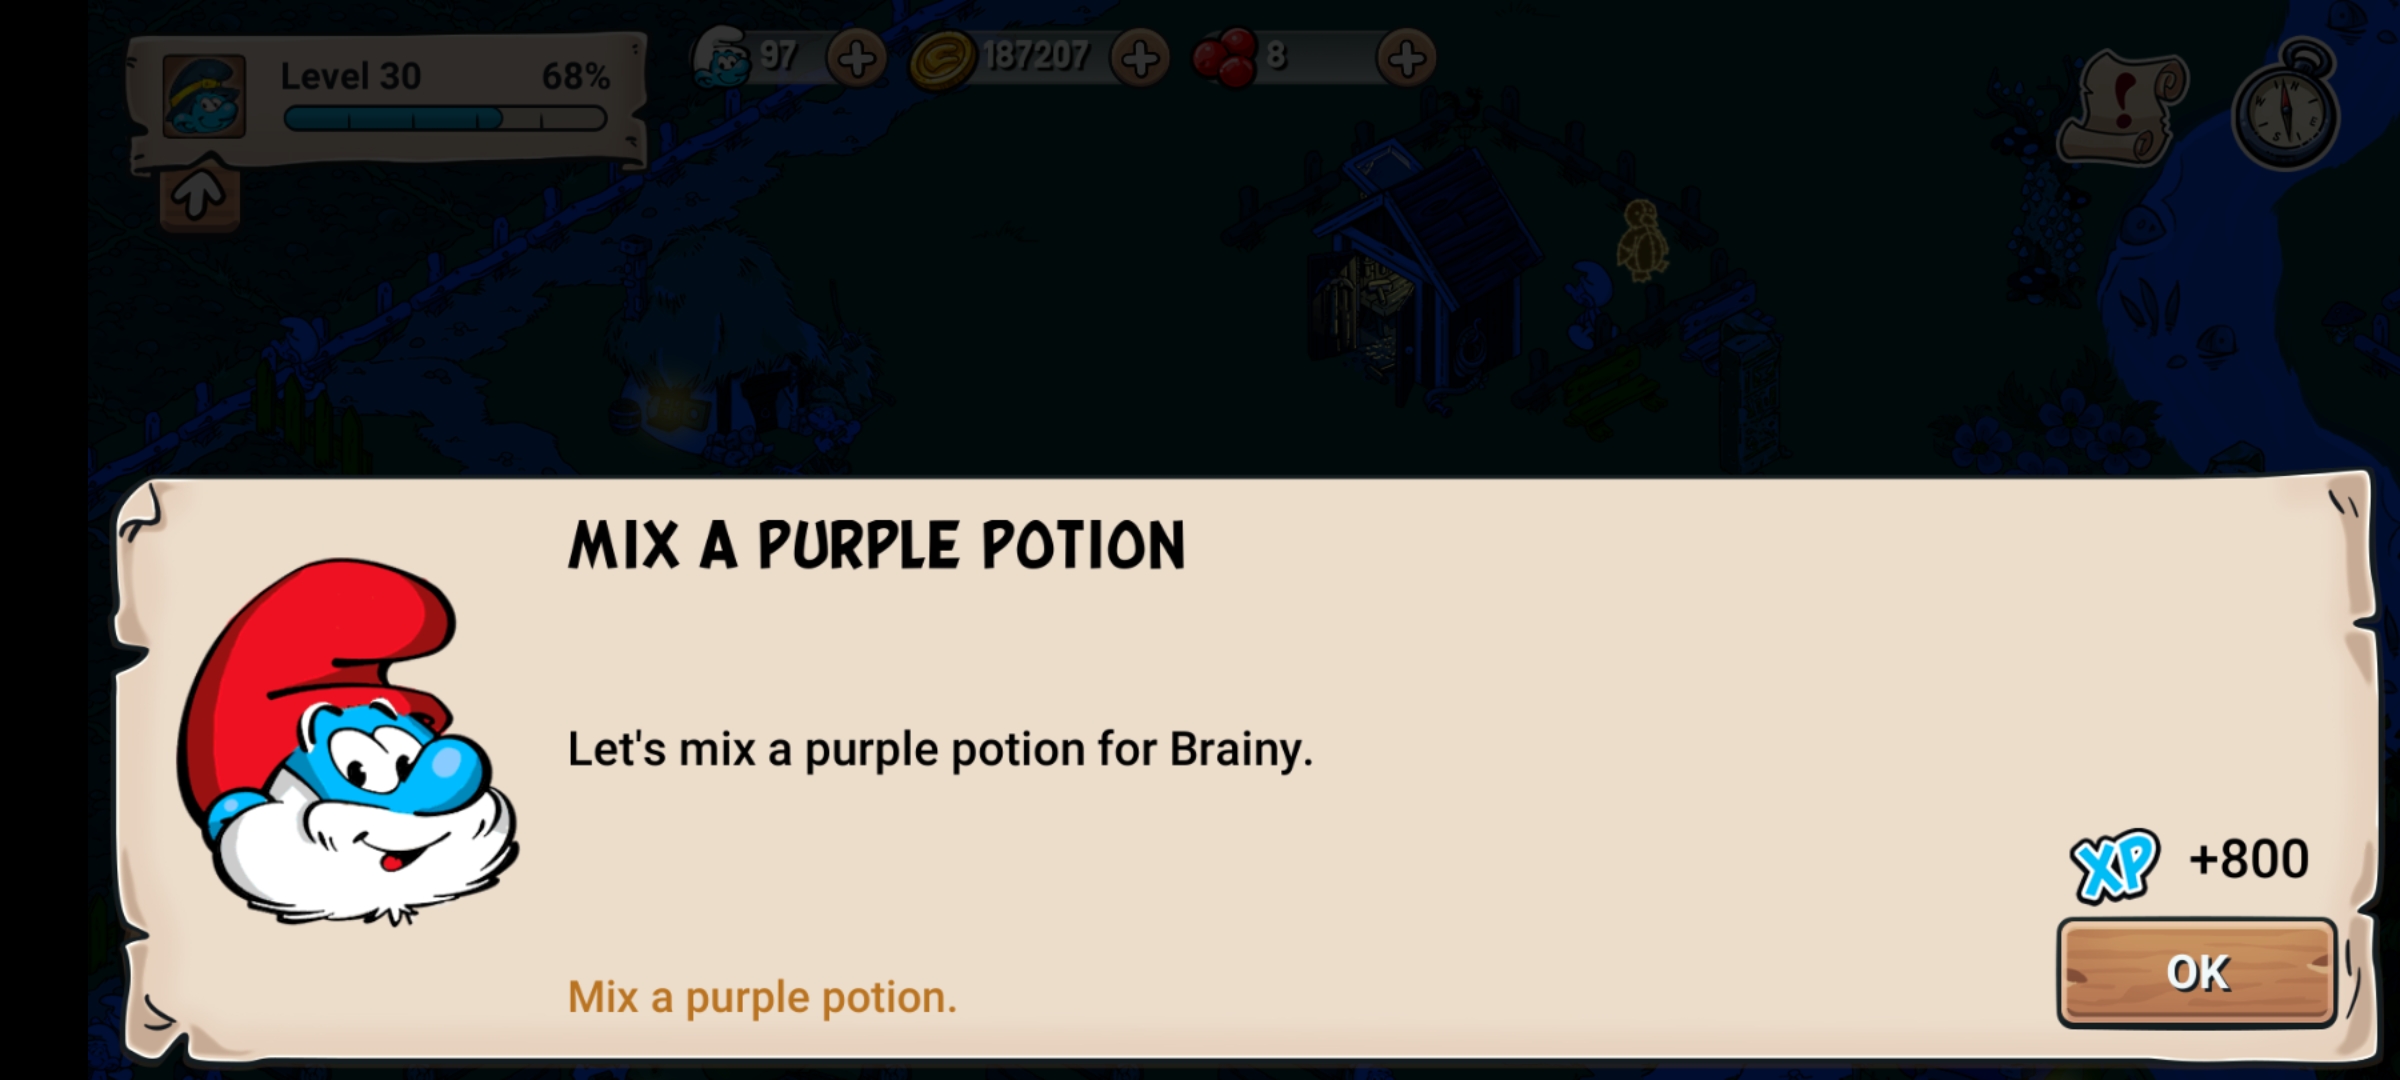 Level 30 68%
97
187207
8
MIX A PURPLE POTION
Let's mix a purple potion for Brainy.
XP +800
Mix a purple potion.
OK